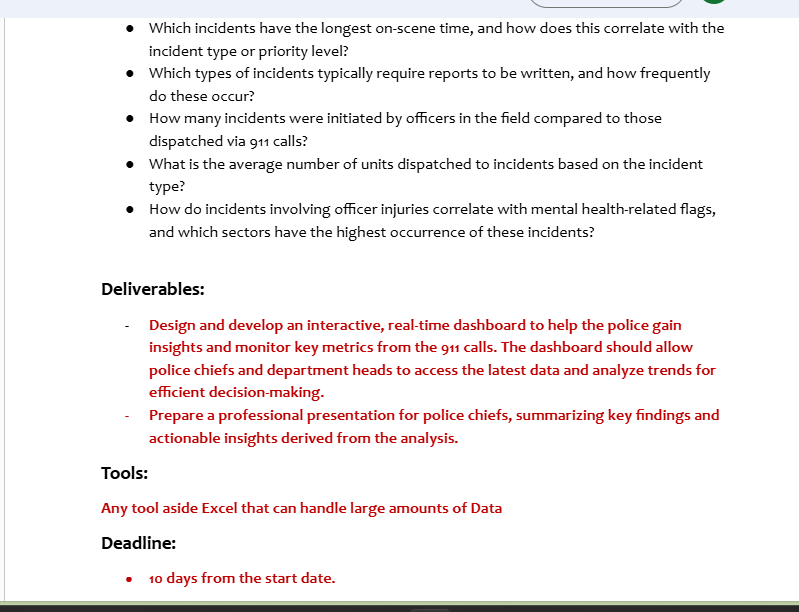 ● Which incidents have the longest on-scene time, and how does this correlate with the
incident type or priority level?
● Which types of incidents typically require reports to be written, and how frequently
do these occur?
● How many incidents were initiated by officers in the field compared to those
dispatched via 911 calls?
● What is the average number of units dispatched to incidents based on the incident
type?
● How do incidents involving officer injuries correlate with mental health-related flags,
and which sectors have the highest occurrence of these incidents?
Deliverables:
- Design and develop an interactive, real-time dashboard to help the police gain
insights and monitor key metrics from the 911 calls. The dashboard should allow
police chiefs and department heads to access the latest data and analyze trends for
efficient decision-making.
- Prepare a professional presentation for police chiefs, summarizing key findings and
actionable insights derived from the analysis.
Tools:
Any tool aside Excel that can handle large amounts of Data
Deadline:
● 10 days from the start date.